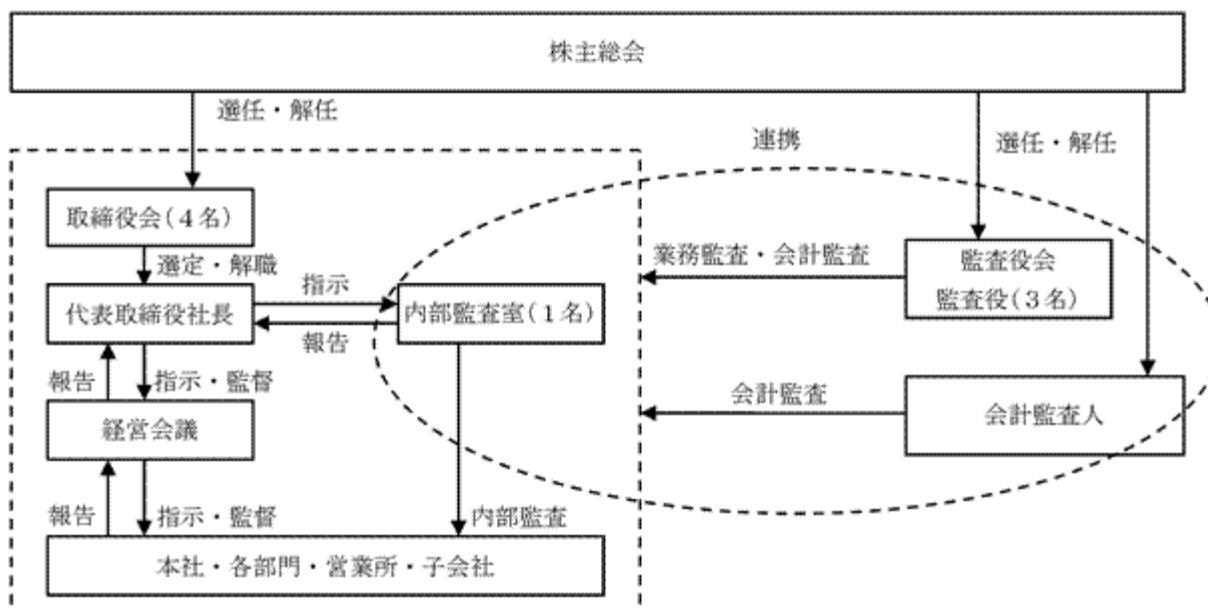 株主総会
選任・解任
連携
選任・解任
取締役会(4名)
選定・解職
業務監査・会計監査
監査役会
監査役(3名)
指示
代表取締役社長
内部監査室(1名)
報告
報告
指示・監督
会計監査
経営会議
会計監査人
報告
指示・監督
内部監査
本社・各部門・営業所・子会社